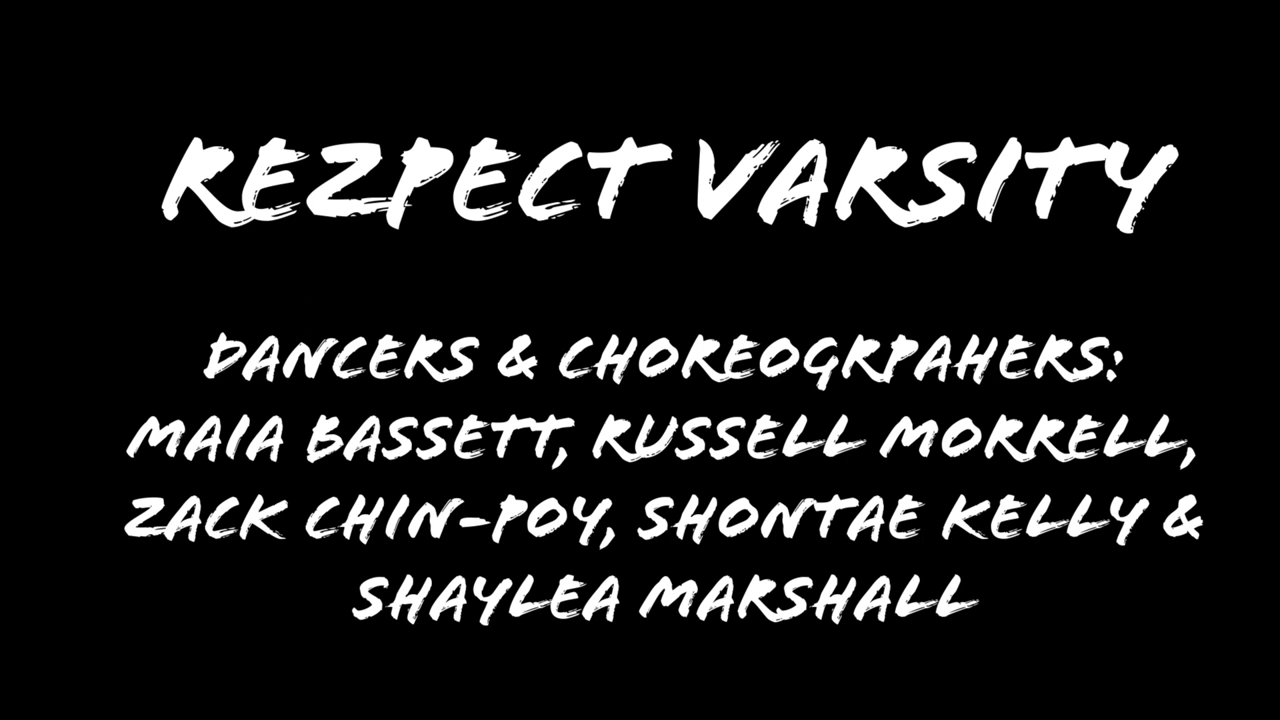 REZPECT VARSITY
DANCERS & CHOREOGRPAHERS:
MAIA BASSETT, RUSSELL MORRELL,
ZACK CHIN-POY, SHONTAE KELLY &
SHAYLEA MARSHALL